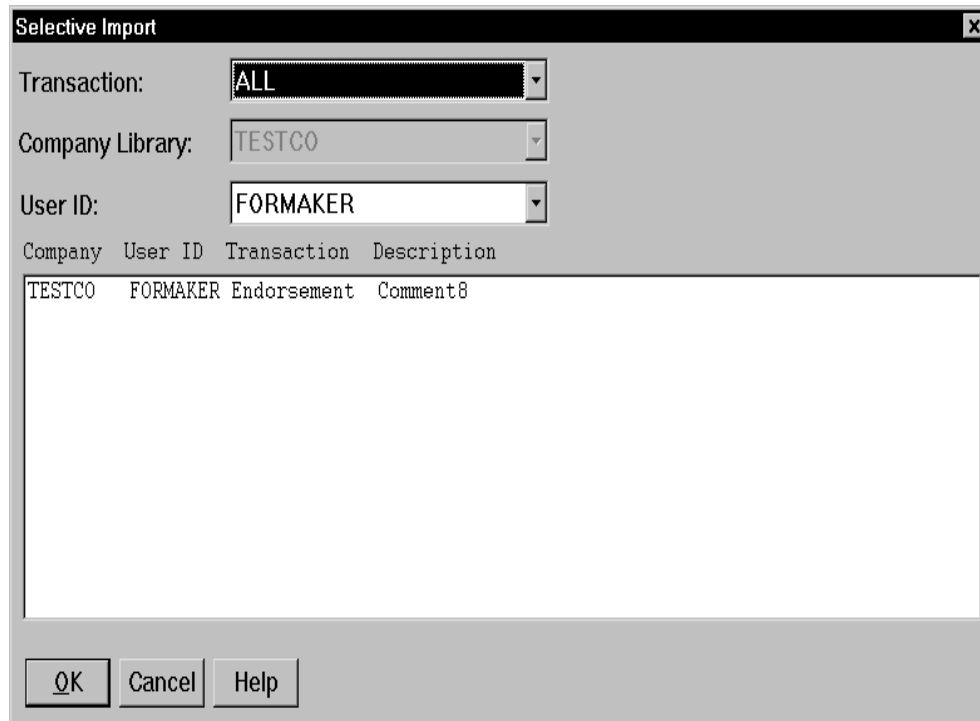 Selective Import
Transaction: ALL
Company Library: TESTCO
User ID: FORMAKER
Company User ID Transaction Description
TESTCO FORMAKER Endorsement Comment8
OK Cancel Help